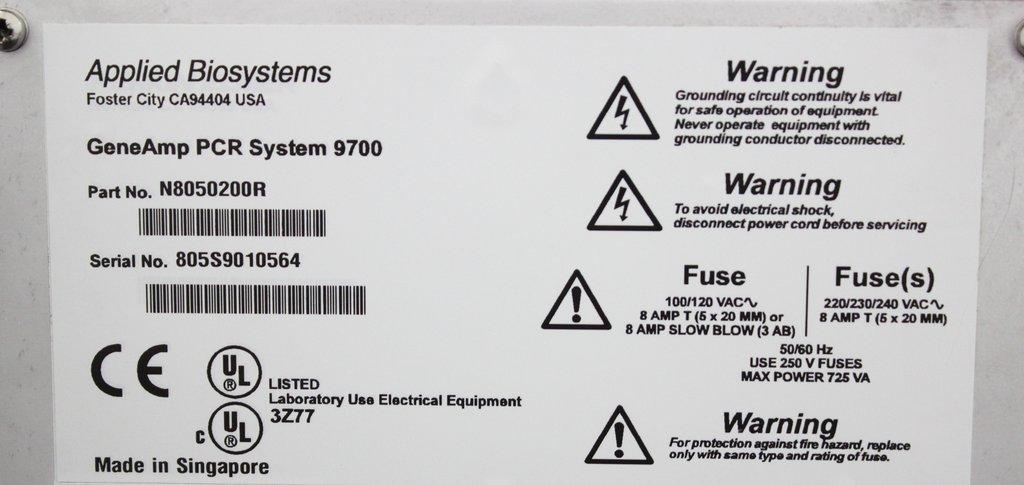 Applied Biosystems
Foster City CA94404 USA
GeneAmp PCR System 9700
Part No. N8050200R
Serial No. 805S9010564
CE
UL
®
LISTED
Laboratory Use Electrical Equipment
3Z77
C UL
®
Made in Singapore
Warning
Grounding circuit continuity is vital
for safe operation of equipment.
Never operate equipment with
grounding conductor disconnected.
Warning
To avoid electrical shock,
disconnect power cord before servicing
Fuse
100/120 VAC∿
8 AMP T (5 x 20 MM) or
8 AMP SLOW BLOW (3 AB)
Fuse(s)
220/230/240 VAC∿
8 AMP T (5 x 20 MM)
50/60 Hz
USE 250 V FUSES
MAX POWER 725 VA
Warning
For protection against fire hazard, replace
only with same type and rating of fuse.